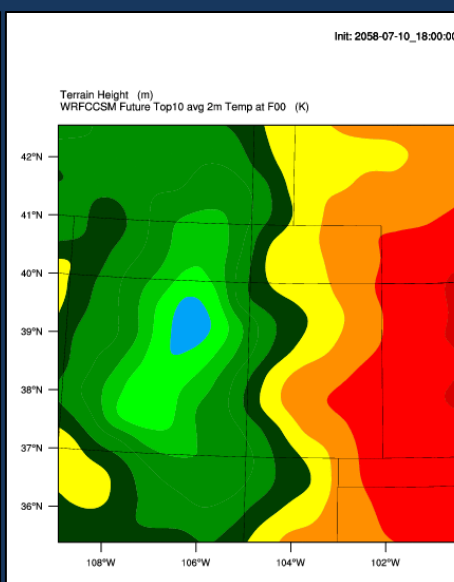 Init: 2058-07-10_18:00:00
Terrain Height (m)
WRFCCSM Future Top10 avg 2m Temp at F00 (K)
42°N
41°N
40°N
39°N
38°N
37°N
36°N
108°W 106°W 104°W 102°W